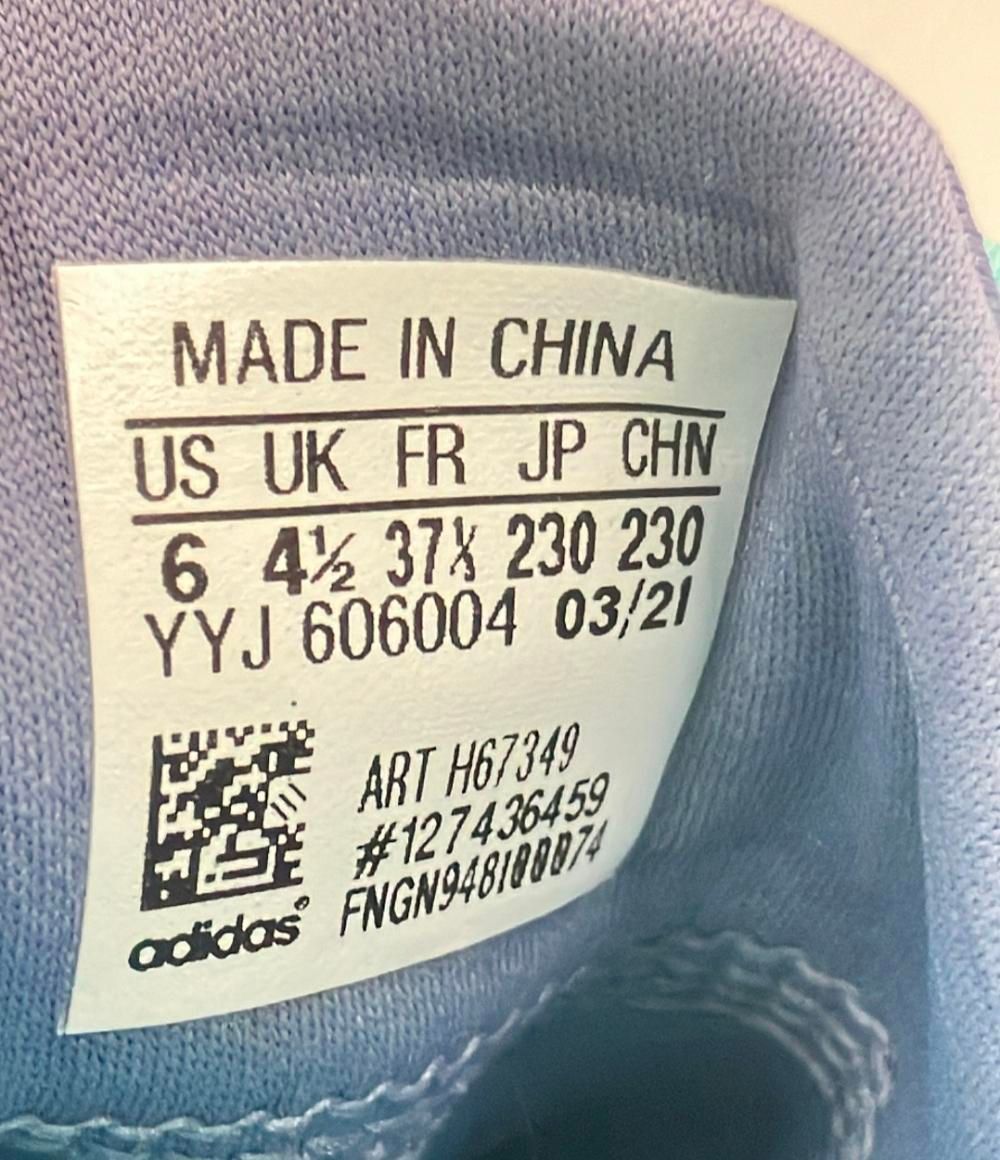 MADE IN CHINA
US UK FR JP CHN
6 4½ 37⅓ 230 230
YYJ 606004 03/21
ART H67349
#127436459
FNGN948100074
adidas®